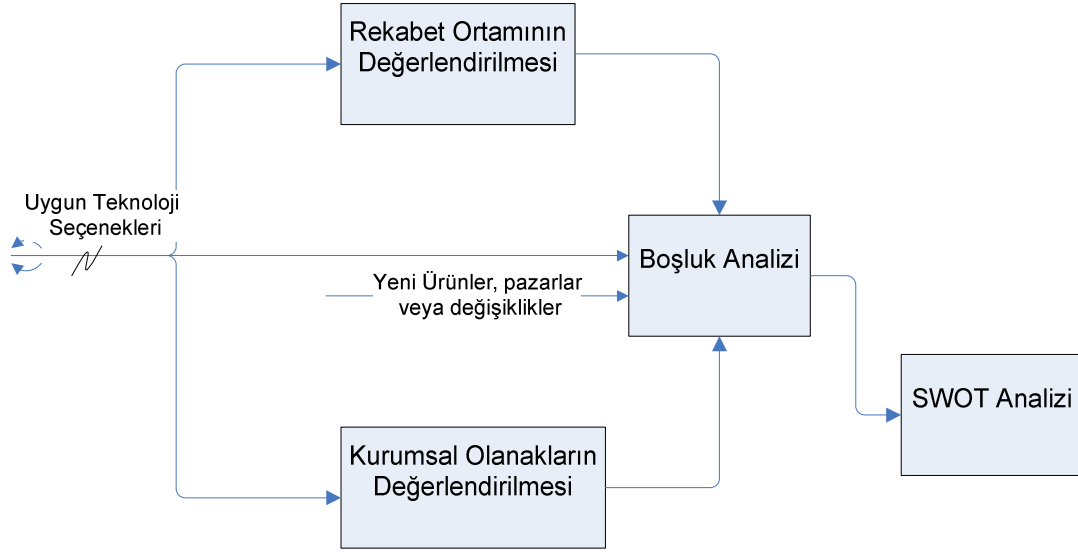 Rekabet Ortamının
Değerlendirilmesi
Uygun Teknoloji
Seçenekleri
Boşluk Analizi
Yeni Ürünler, pazarlar
veya değişiklikler
SWOT Analizi
Kurumsal Olanakların
Değerlendirilmesi